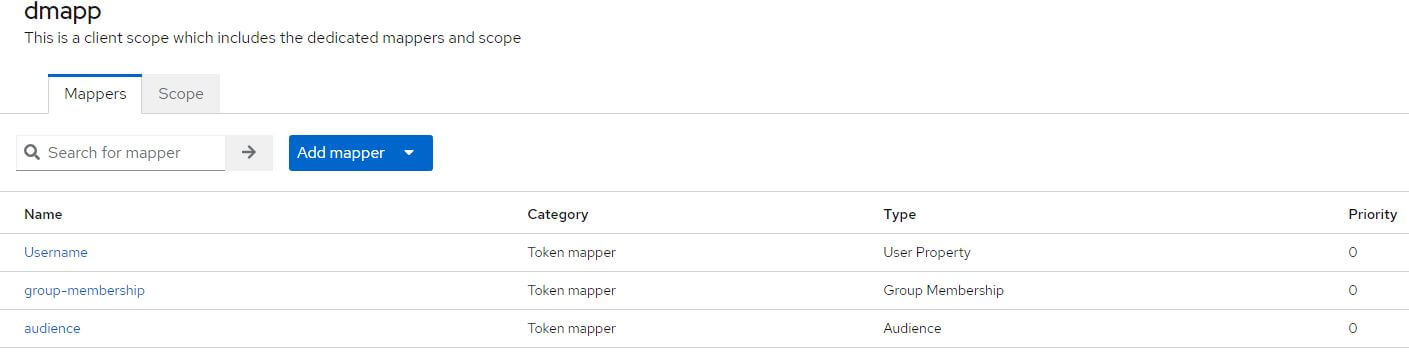 dmapp
This is a client scope which includes the dedicated mappers and scope
Mappers Scope
Search for mapper Add mapper
Name Category Type Priority
Username Token mapper User Property 0
group-membership Token mapper Group Membership 0
audience Token mapper Audience 0